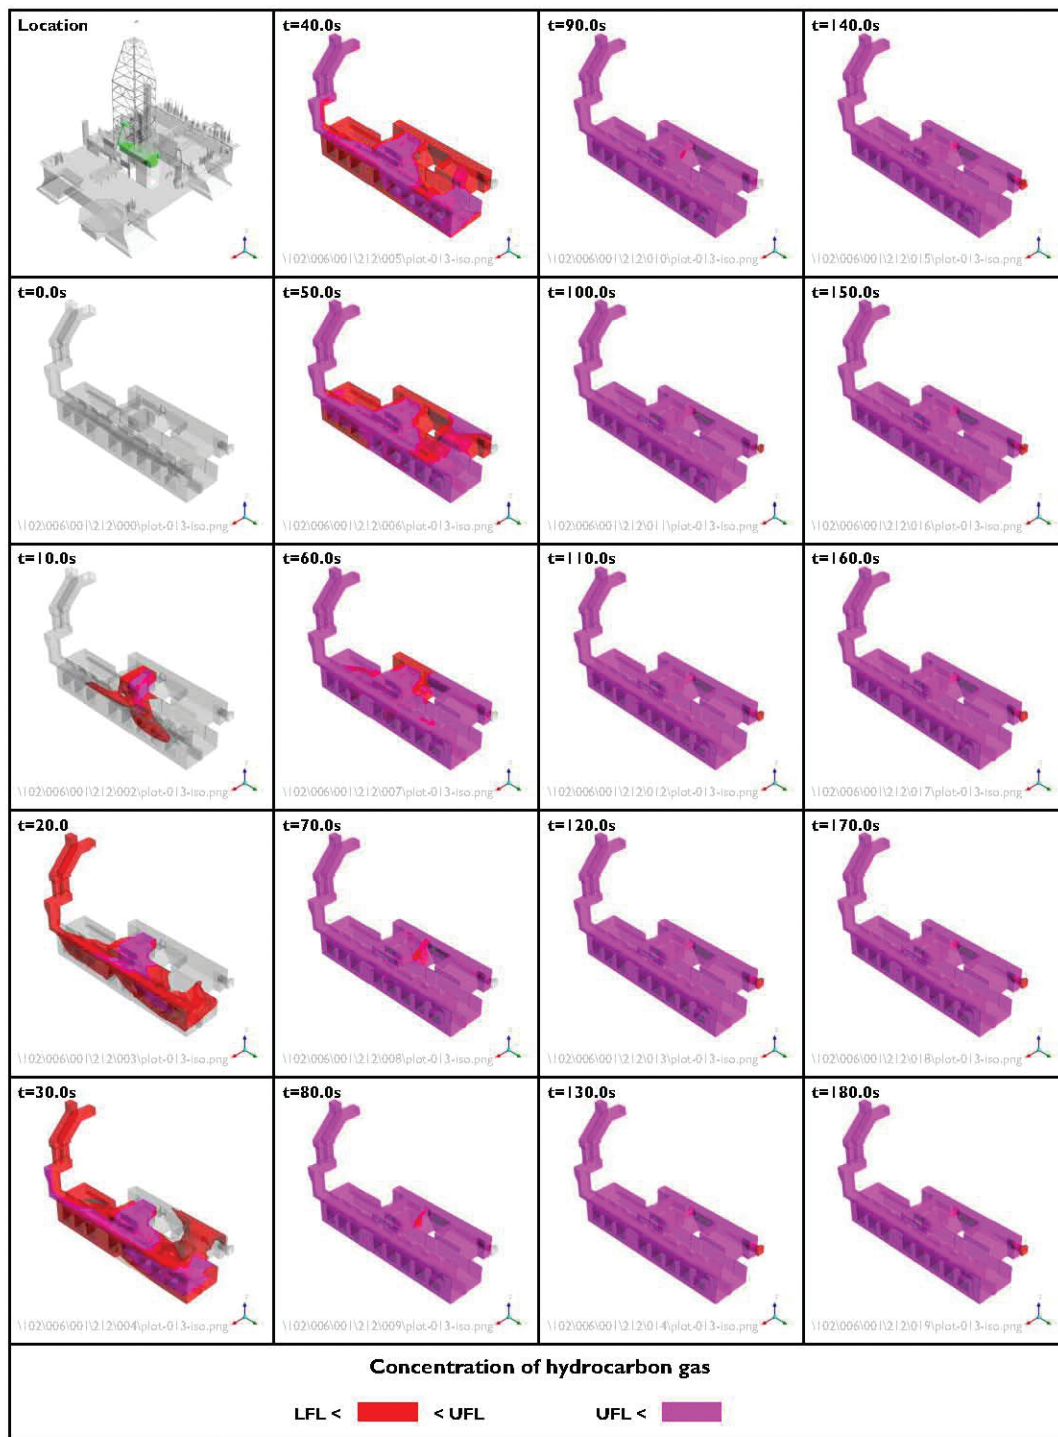 Location
t=40.0s
t=90.0s
t=140.0s
\102\006\001\212\005\plot-013-iso.png
\102\006\001\212\010\plot-013-iso.png
\102\006\001\212\015\plot-013-iso.png
t=0.0s
t=50.0s
t=100.0s
t=150.0s
\102\006\001\212\000\plot-013-iso.png
\102\006\001\212\006\plot-013-iso.png
\102\006\001\212\011\plot-013-iso.png
\102\006\001\212\016\plot-013-iso.png
t=10.0s
t=60.0s
t=110.0s
t=160.0s
\102\006\001\212\002\plot-013-iso.png
\102\006\001\212\007\plot-013-iso.png
\102\006\001\212\012\plot-013-iso.png
\102\006\001\212\017\plot-013-iso.png
t=20.0
t=70.0s
t=120.0s
t=170.0s
\102\006\001\212\003\plot-013-iso.png
\102\006\001\212\008\plot-013-iso.png
\102\006\001\212\013\plot-013-iso.png
\102\006\001\212\018\plot-013-iso.png
t=30.0s
t=80.0s
t=130.0s
t=180.0s
\102\006\001\212\004\plot-013-iso.png
\102\006\001\212\009\plot-013-iso.png
\102\006\001\212\014\plot-013-iso.png
\102\006\001\212\019\plot-013-iso.png
Concentration of hydrocarbon gas
LFL < < UFL UFL <